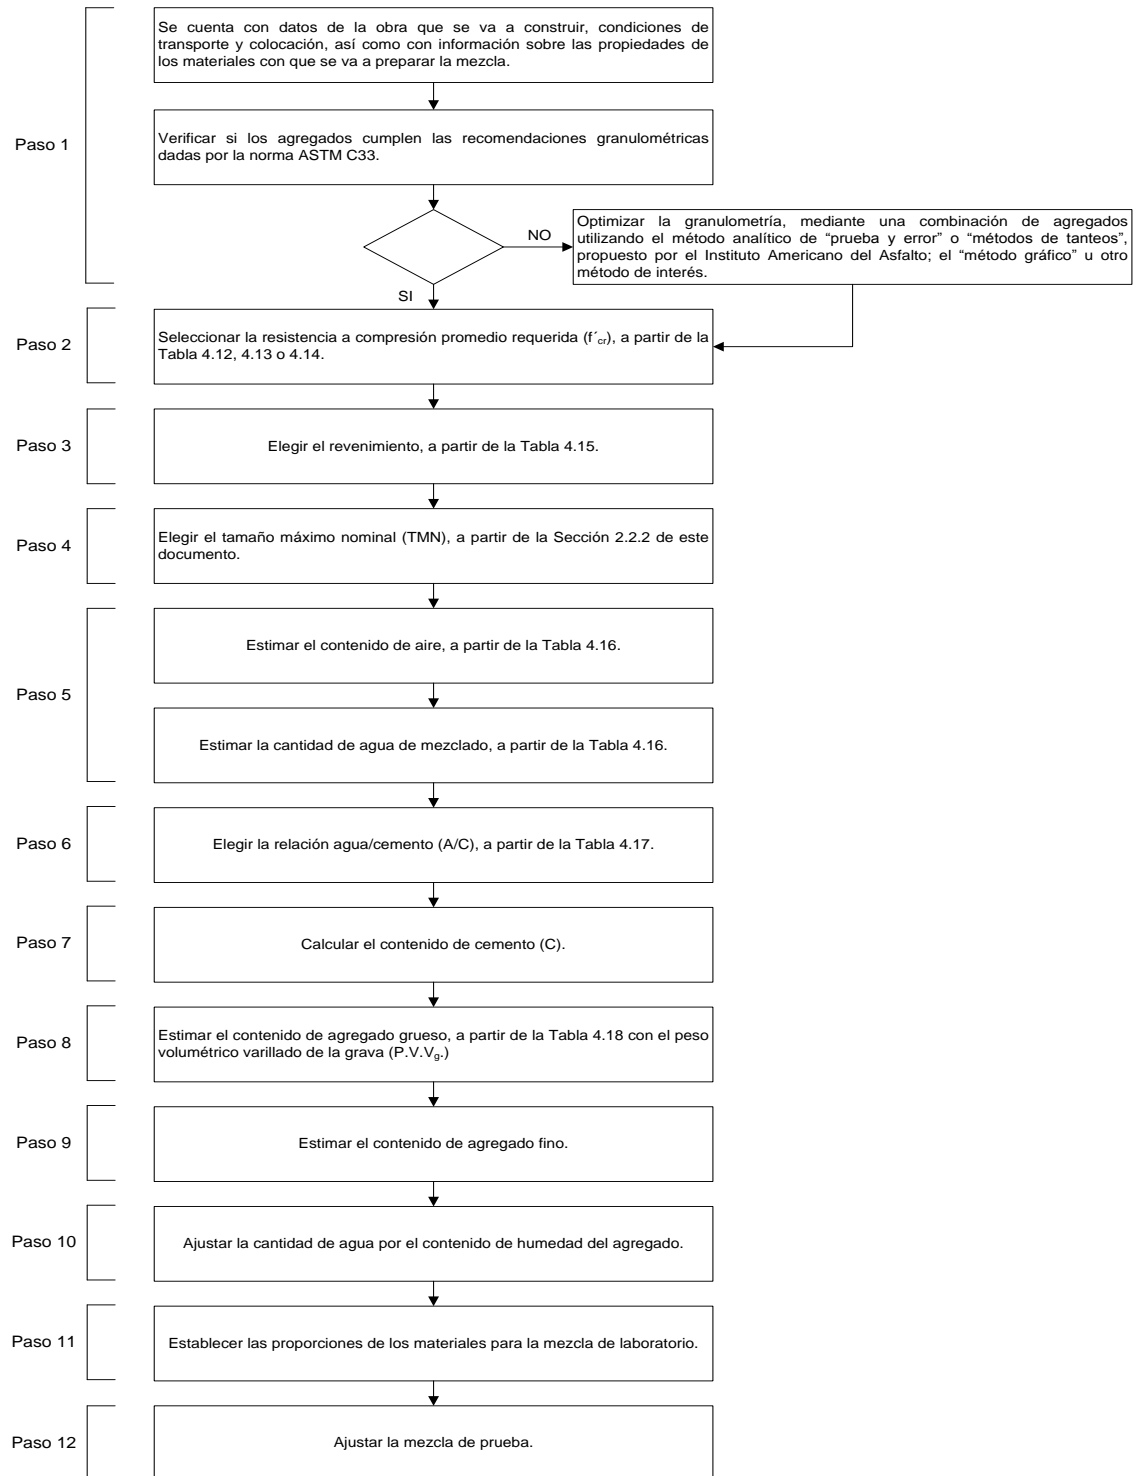 Se cuenta con datos de la obra que se va a construir, condiciones de
transporte y colocación, así como con información sobre las propiedades de
los materiales con que se va a preparar la mezcla.
Paso 1
Verificar si los agregados cumplen las recomendaciones granulométricas
dadas por la norma ASTM C33.
NO
Optimizar la granulometría, mediante una combinación de agregados
utilizando el método analítico de “prueba y error” o “métodos de tanteos”,
propuesto por el Instituto Americano del Asfalto; el “método gráfico” u otro
método de interés.
SI
Paso 2
Seleccionar la resistencia a compresión promedio requerida (f´cr), a partir de la
Tabla 4.12, 4.13 o 4.14.
Paso 3
Elegir el revenimiento, a partir de la Tabla 4.15.
Paso 4
Elegir el tamaño máximo nominal (TMN), a partir de la Sección 2.2.2 de este
documento.
Paso 5
Estimar el contenido de aire, a partir de la Tabla 4.16.
Estimar la cantidad de agua de mezclado, a partir de la Tabla 4.16.
Paso 6
Elegir la relación agua/cemento (A/C), a partir de la Tabla 4.17.
Paso 7
Calcular el contenido de cemento (C).
Paso 8
Estimar el contenido de agregado grueso, a partir de la Tabla 4.18 con el peso
volumétrico varillado de la grava (P.V.Vg.)
Paso 9
Estimar el contenido de agregado fino.
Paso 10
Ajustar la cantidad de agua por el contenido de humedad del agregado.
Paso 11
Establecer las proporciones de los materiales para la mezcla de laboratorio.
Paso 12
Ajustar la mezcla de prueba.